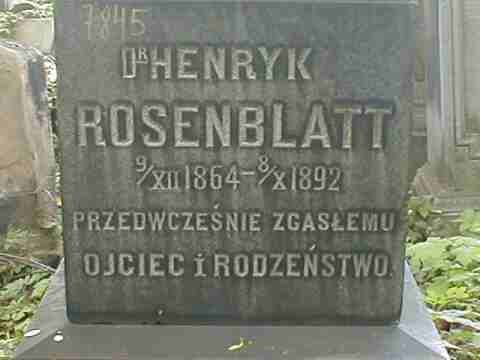 7845
DR HENRYK
ROSENBLATT
9/XII 1864-8/X 1892
PRZEDWCZEŚNIE ZGASŁEMU
OJCIEC i RODZEŃSTWO.